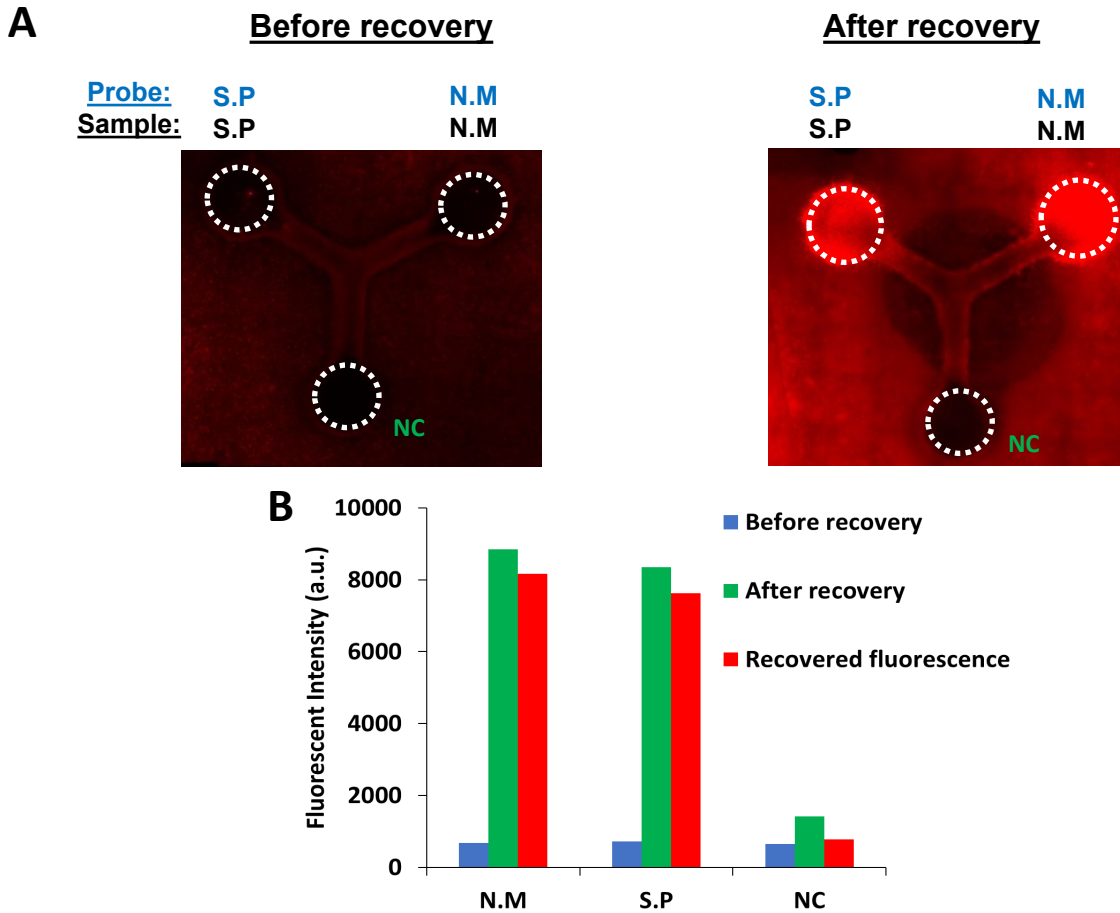 A
Before recovery
After recovery
Probe: S.P N.M S.P N.M
Sample: S.P N.M S.P N.M
NC
NC
B
Fluorescent Intensity (a.u.)
10000
8000
6000
4000
2000
0
N.M S.P NC
Before recovery
After recovery
Recovered fluorescence